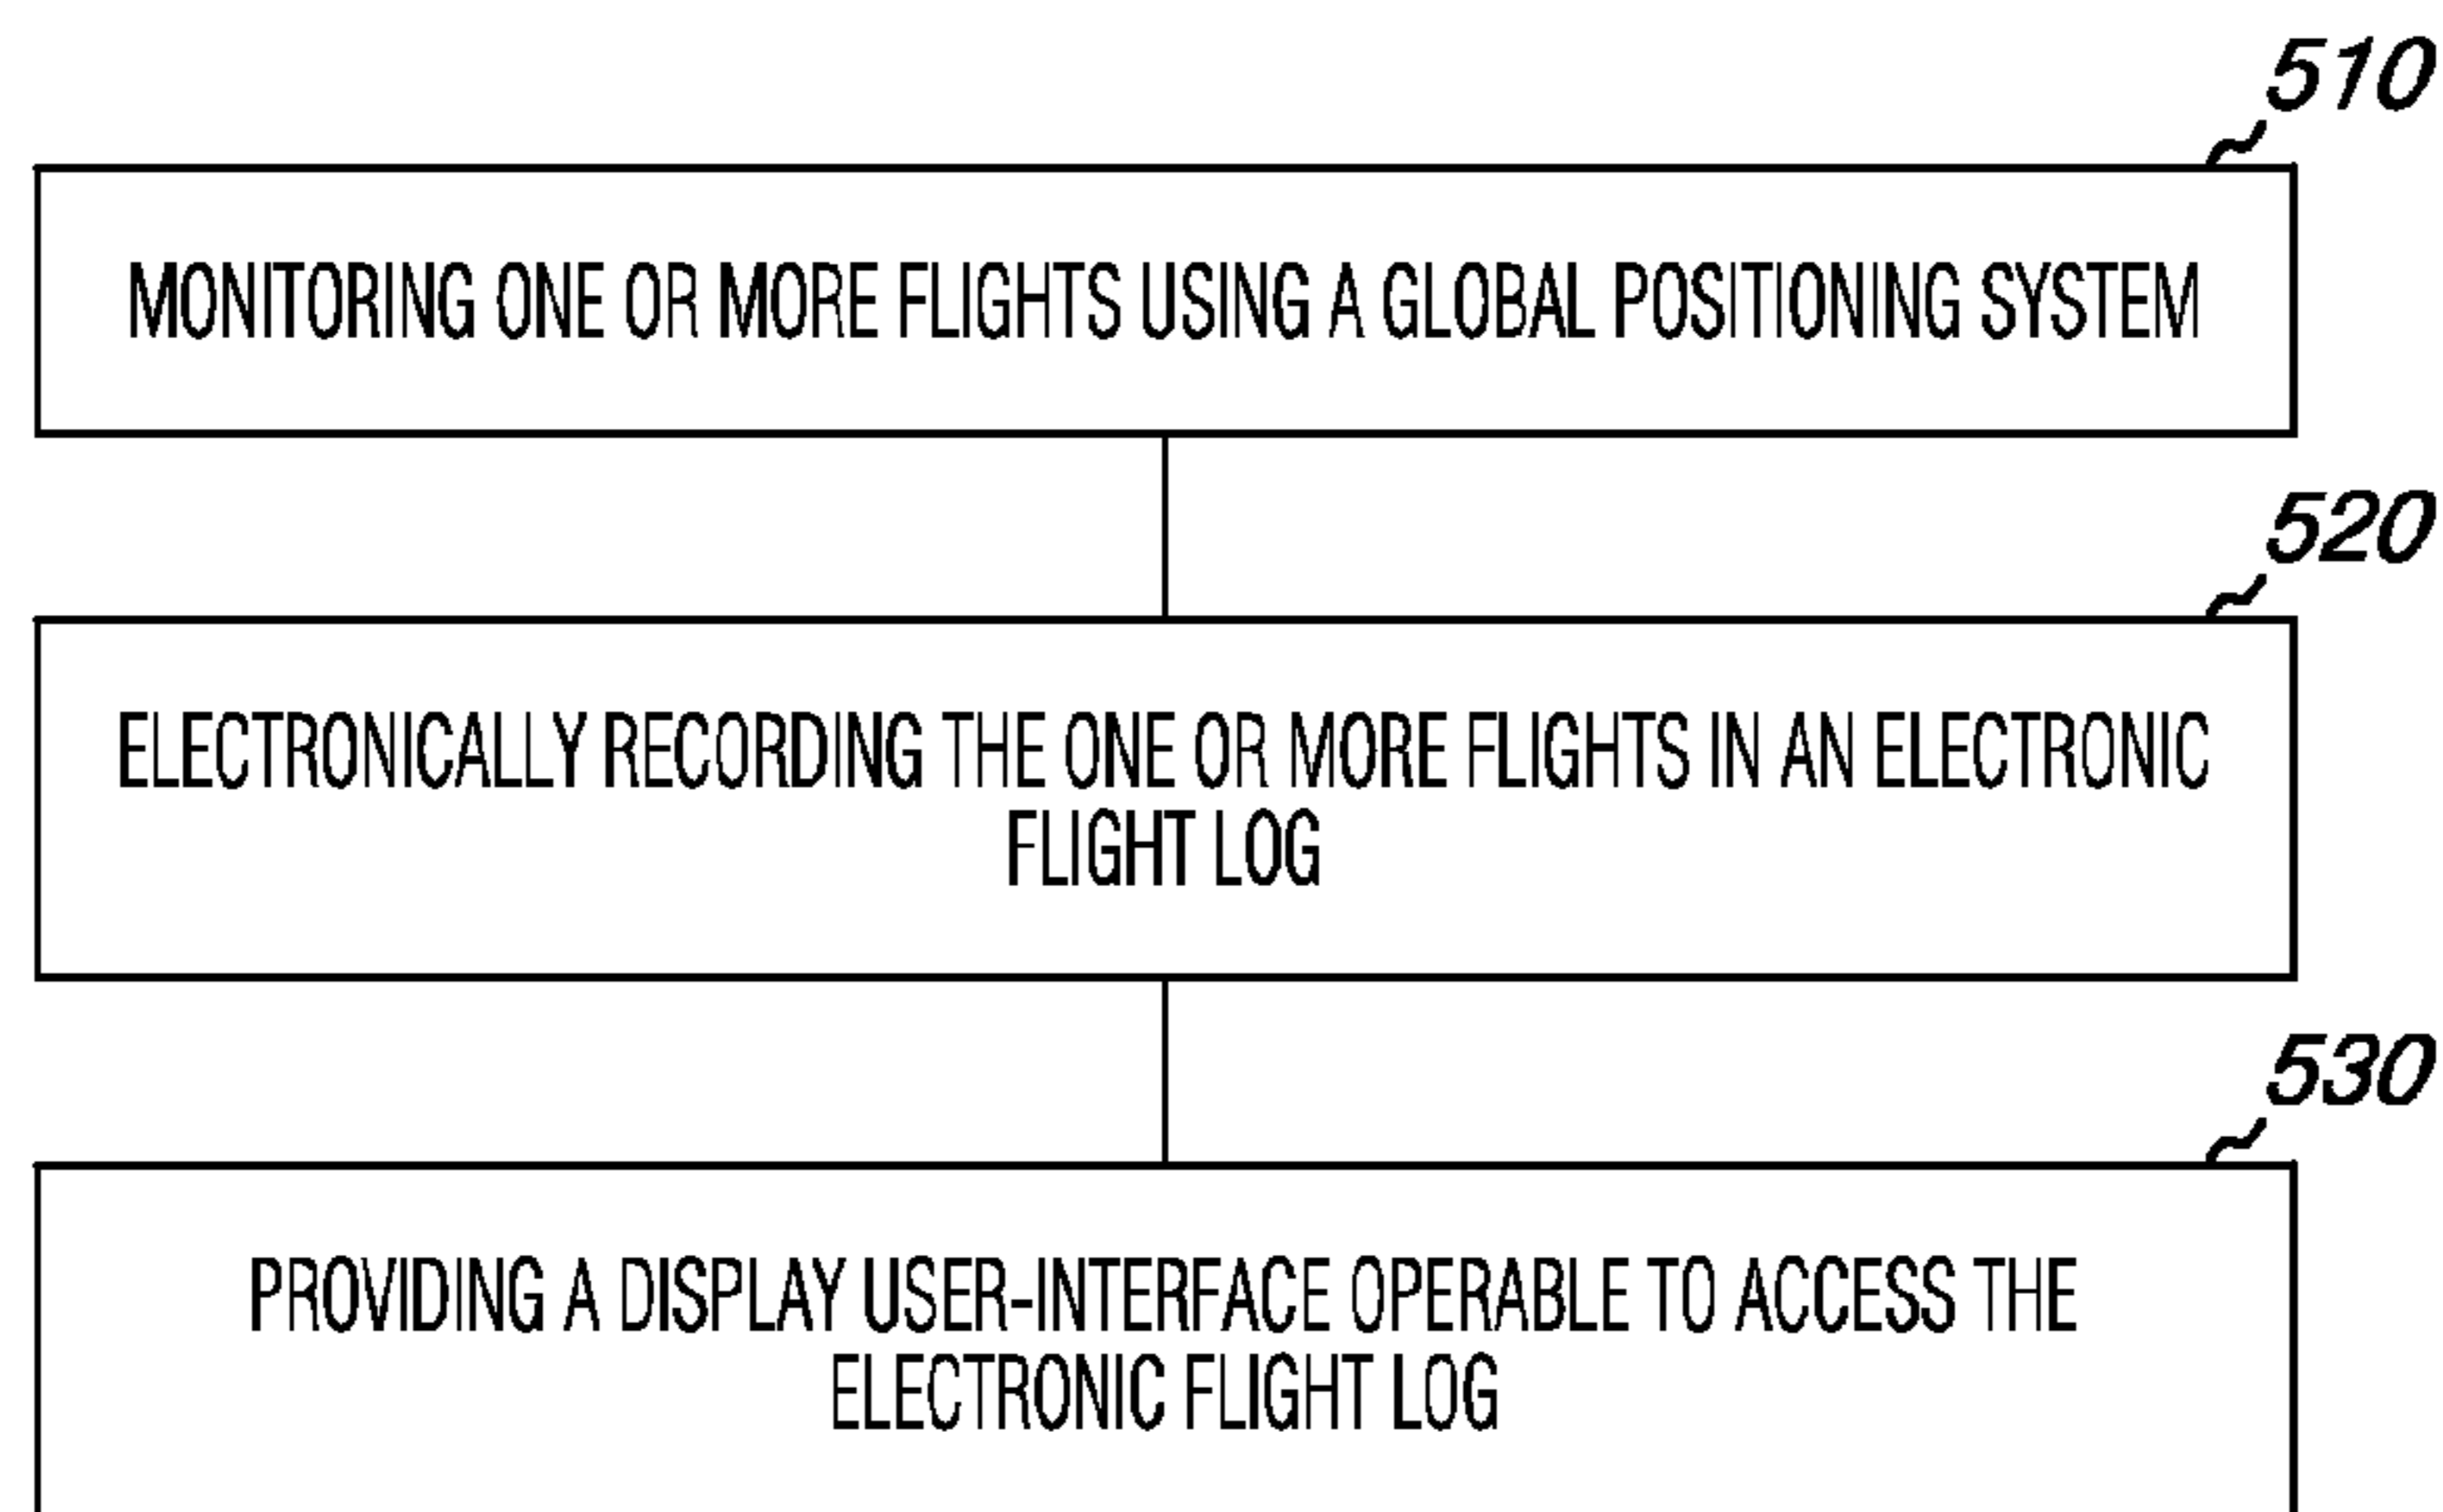 510
MONITORING ONE OR MORE FLIGHTS USING A GLOBAL POSITIONING SYSTEM
520
ELECTRONICALLY RECORDING THE ONE OR MORE FLIGHTS IN AN ELECTRONIC
FLIGHT LOG
530
PROVIDING A DISPLAY USER-INTERFACE OPERABLE TO ACCESS THE
ELECTRONIC FLIGHT LOG